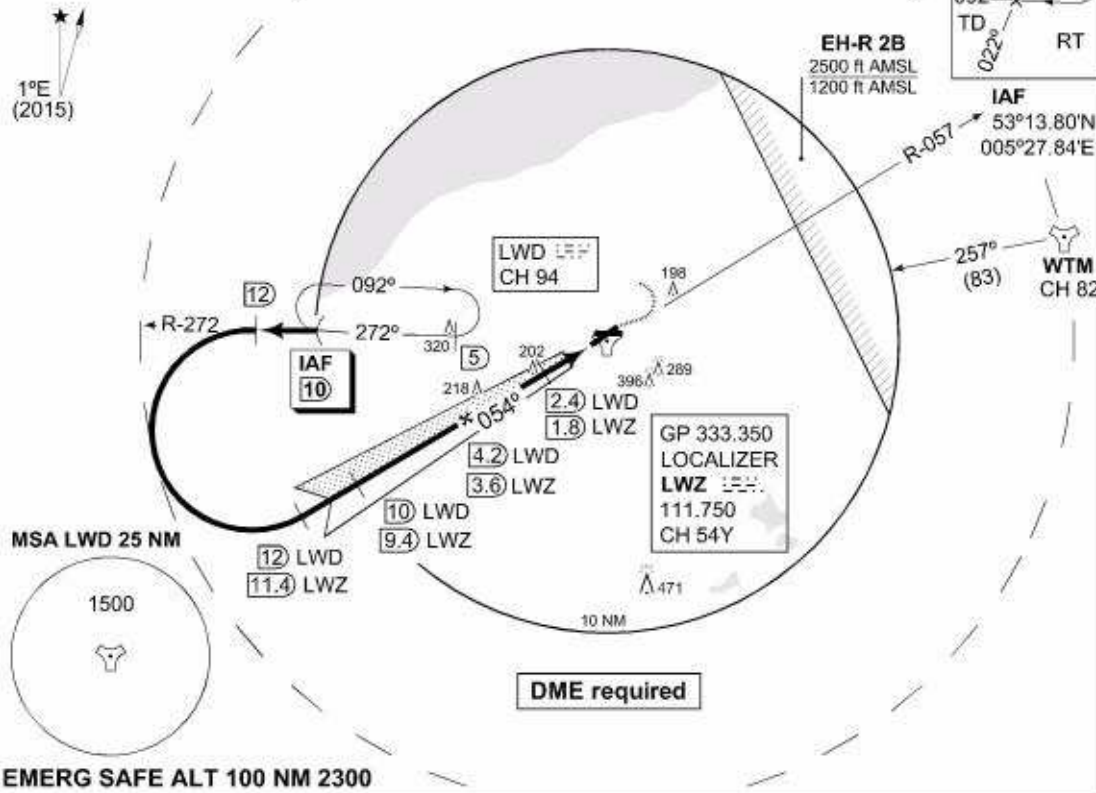 1ºE
(2015)
092
TD
022º
RT
EH-R 2B
2500 ft AMSL
1200 ft AMSL
IAF
53º13.80'N
005º27.84'E
R-057
257º
(83)
WTM
CH 82
LWD
CH 94
198
12
092º
R-272
272º
320
IAF
10
5
202
218
054º
289
396
2.4 LWD
1.8 LWZ
4.2 LWD
3.6 LWZ
10 LWD
9.4 LWZ
12 LWD
11.4 LWZ
GP 333.350
LOCALIZER
LWZ
111.750
CH 54Y
471
10 NM
MSA LWD 25 NM
1500
DME required
EMERG SAFE ALT 100 NM 2300